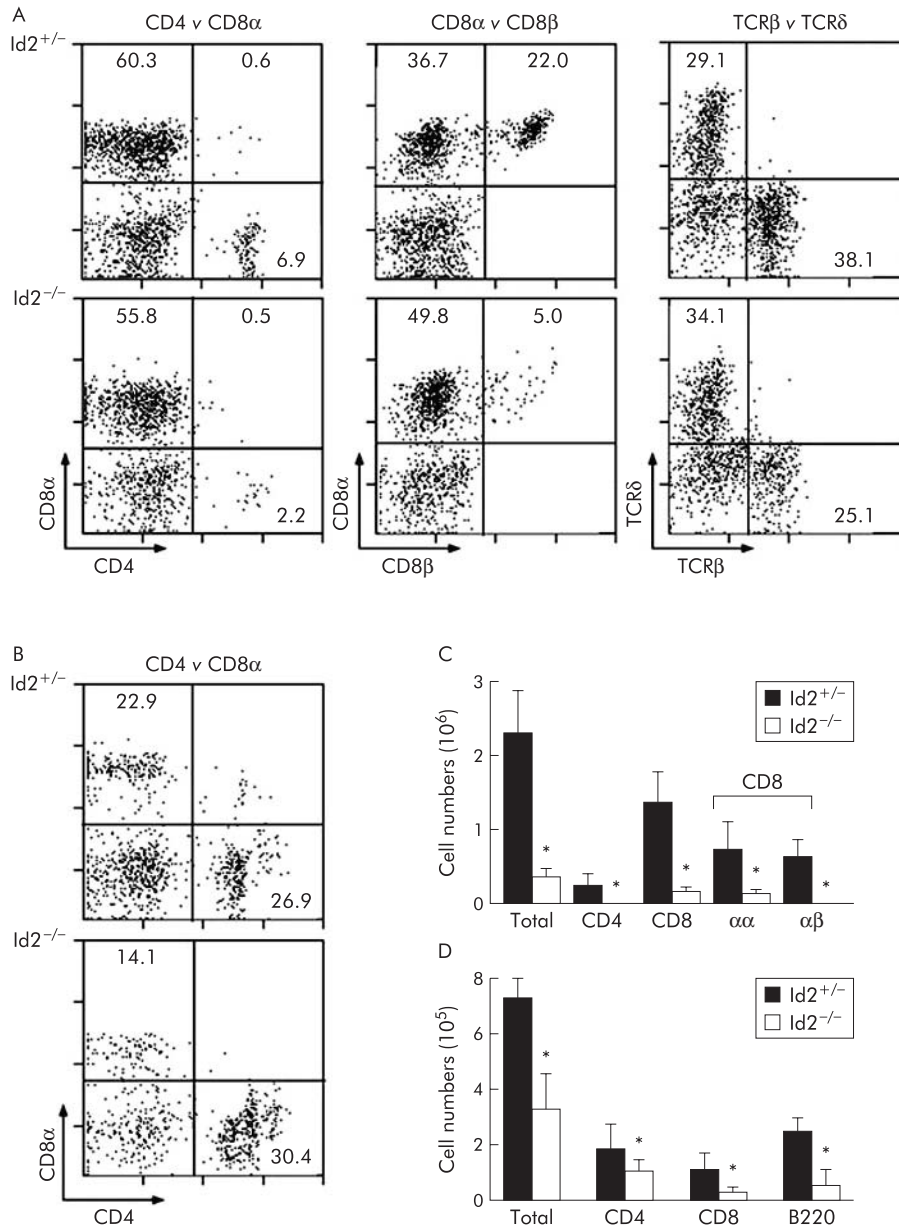 A
CD4 v CD8α
CD8α v CD8β
TCRβ v TCRδ
Id2+/–
60.3
0.6
6.9
36.7
22.0
29.1
38.1
Id2–/–
55.8
0.5
2.2
49.8
5.0
34.1
25.1
CD8α
CD4
CD8α
CD8β
TCRδ
TCRβ
B
CD4 v CD8α
Id2+/–
22.9
26.9
Id2–/–
14.1
30.4
CD8α
CD4
C
Cell numbers (10⁶)
3
2
1
0
Id2+/–
Id2–/–
CD8
*
*
*
*
*
Total
CD4
CD8
αα
αβ
D
Cell numbers (10⁵)
8
6
4
2
0
Id2+/–
Id2–/–
*
*
*
*
Total
CD4
CD8
B220